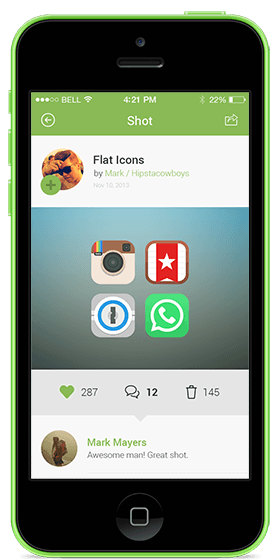 BELL 4:21 PM 22%
Shot
Flat Icons
by Mark / Hipstacowboys
Nov 10, 2013
287 12 145
Mark Mayers
Awesome man! Great shot.